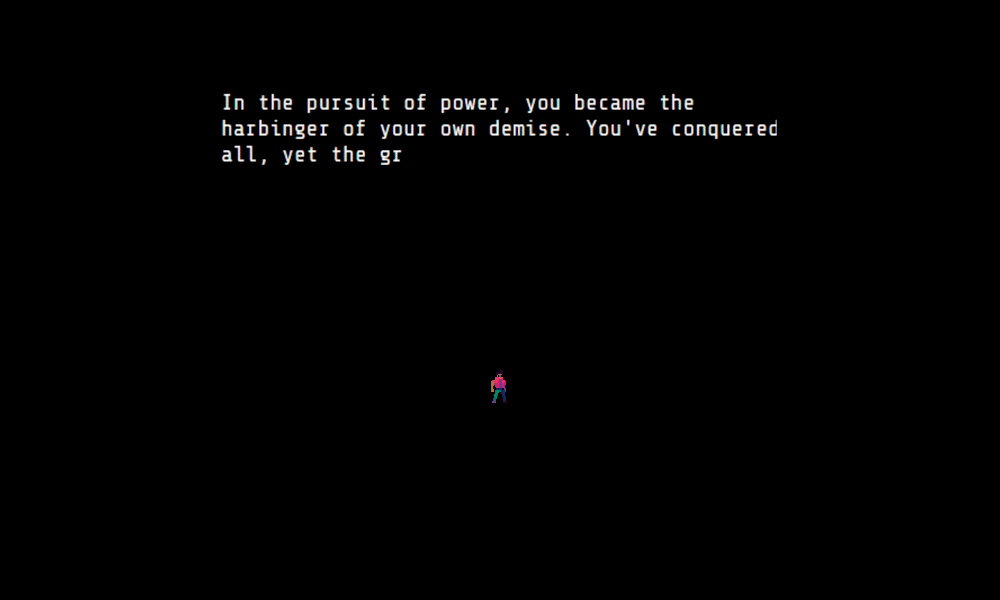 In the pursuit of power, you became the
harbinger of your own demise. You've conquered
all, yet the gr